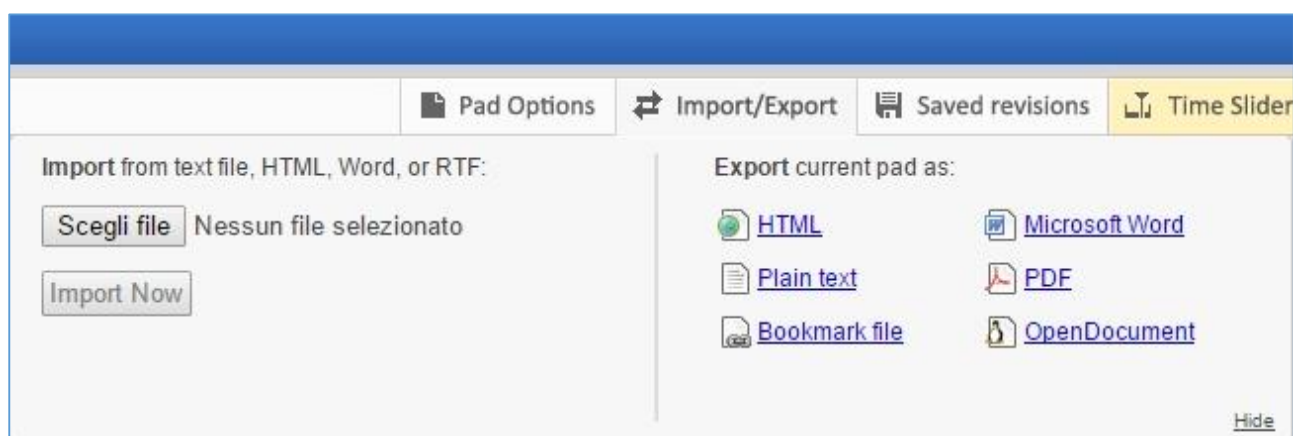 Pad Options Import/Export Saved revisions Time Slider
Import from text file, HTML, Word, or RTF:
Scegli file Nessun file selezionato
Import Now
Export current pad as:
HTML Microsoft Word
Plain text PDF
Bookmark file OpenDocument
Hide